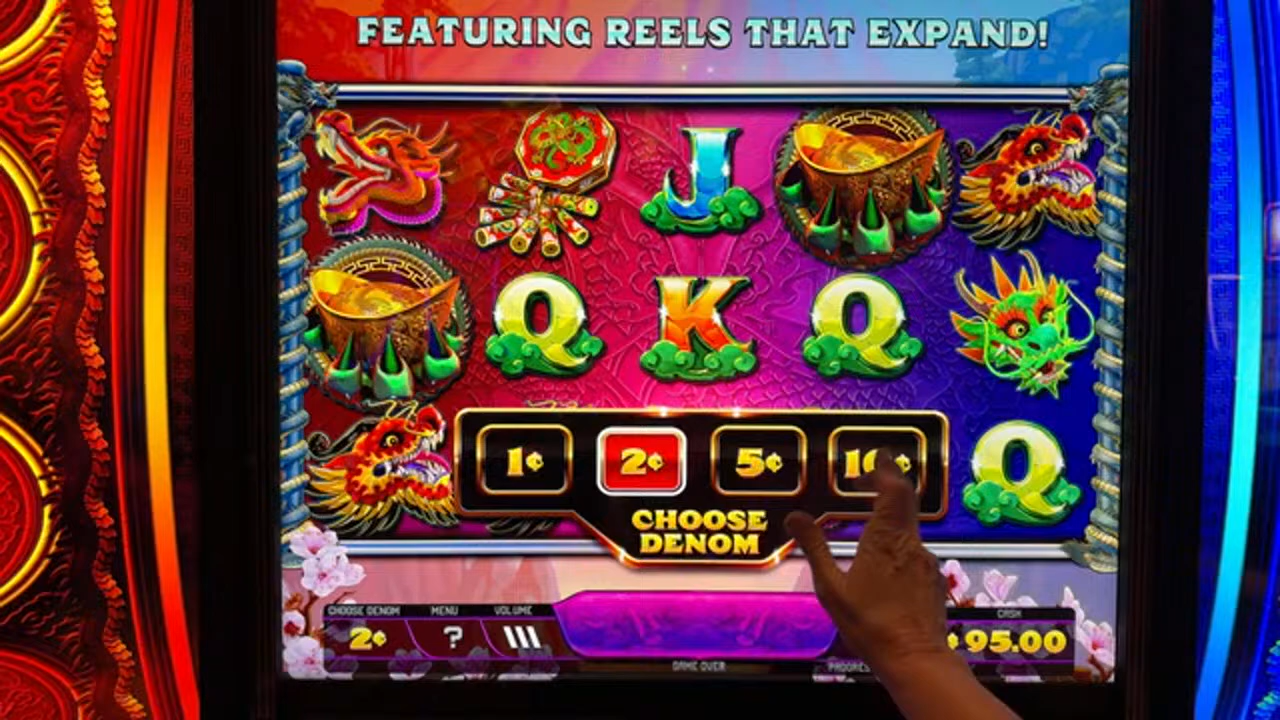 FEATURING REELS THAT EXPAND!
J
Q K Q
1¢ 2¢ 5¢
Q
CHOOSE
DENOM
CHOOSE DENOM MENU VOLUME CASH
2¢ ? 95.00
GAME OVER